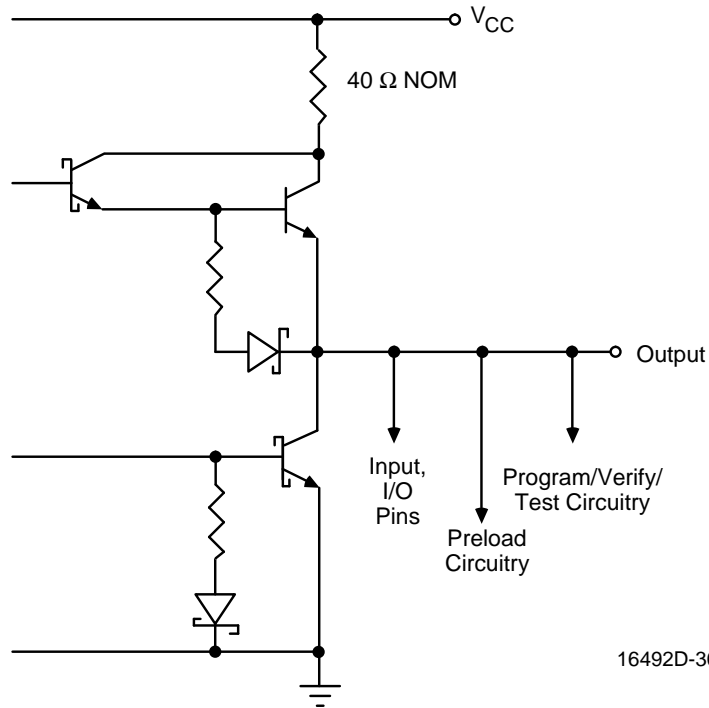 VCC
40 Ω NOM
Output
Input,
I/O
Pins
Program/Verify/
Test Circuitry
Preload
Circuitry